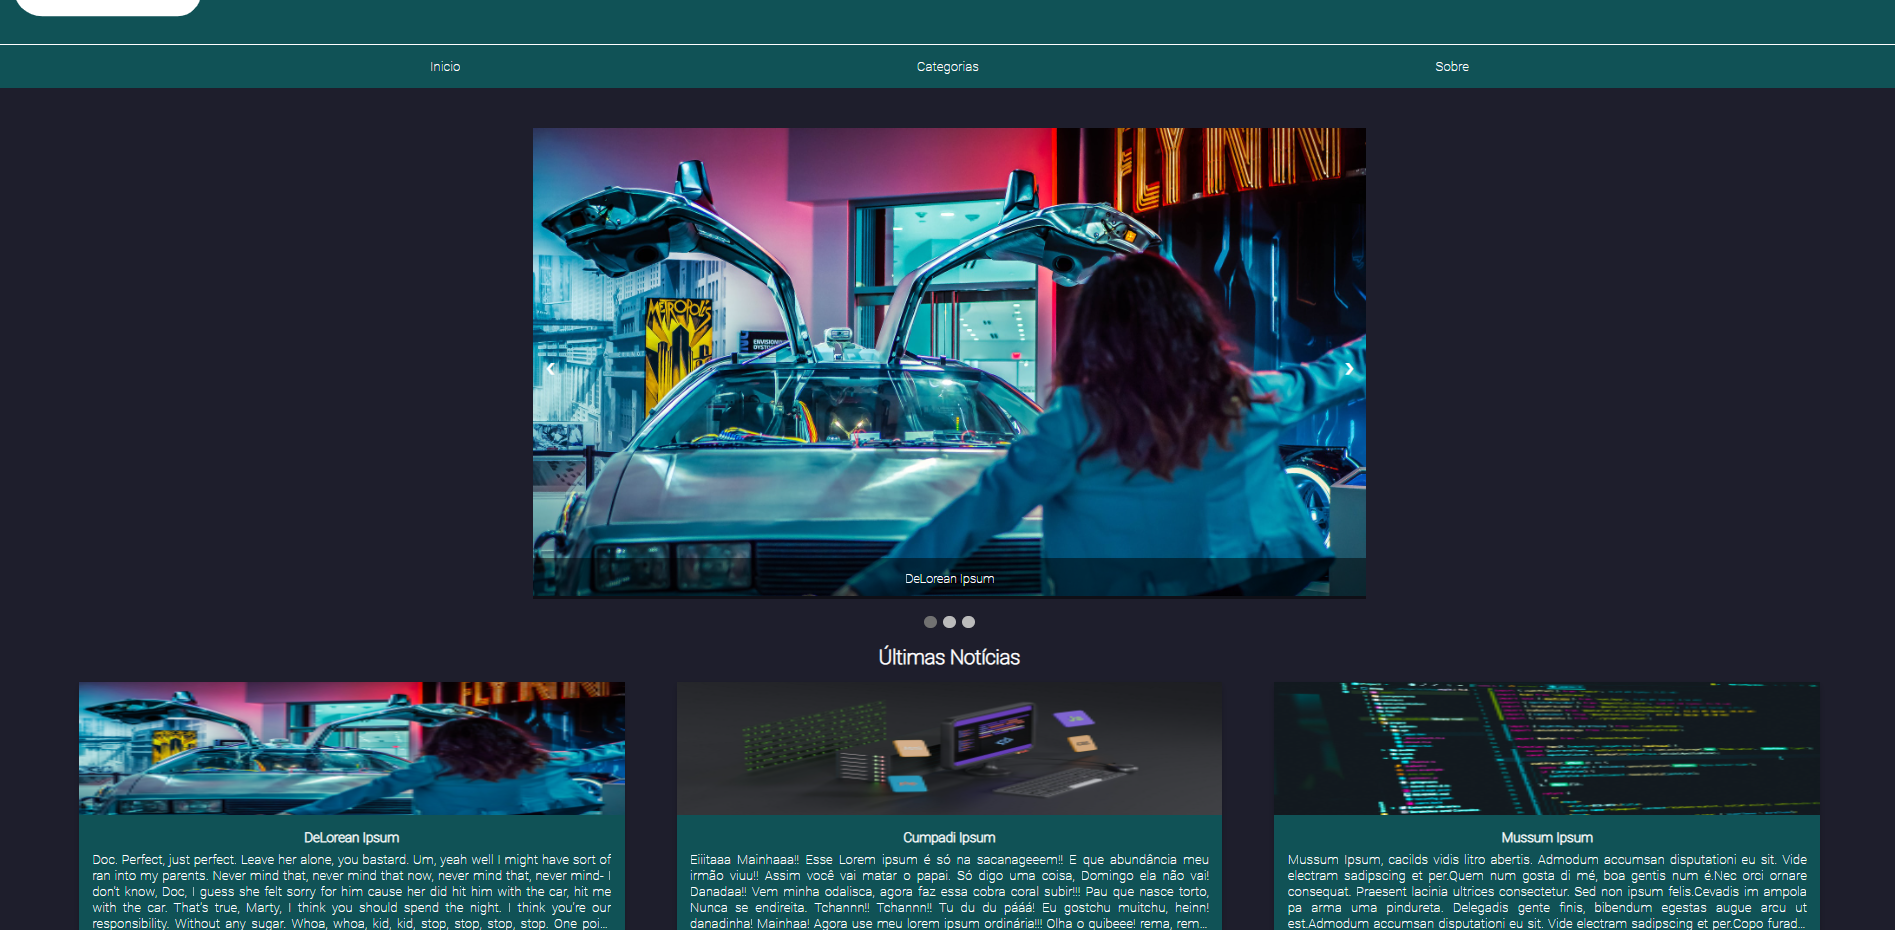 Inicio
Categorias
Sobre
FLYNN
METROPOLIS
ENVISION
DYSTO
‹ ›
DeLorean Ipsum
Últimas Notícias
FLYNN
DeLorean Ipsum
Doc. Perfect, just perfect. Leave her alone, you bastard. Um, yeah well I might have sort of
ran into my parents. Never mind that, never mind that now, never mind that, never mind- I
don't know, Doc, I guess she felt sorry for him cause her did hit him with the car, hit me
with the car. That's true, Marty, I think you should spend the night. I think you're our
responsibility. Without any sugar. Whoa, whoa, kid, kid, stop, stop, stop, stop. One poi...
Cumpadi Ipsum
Eiiitaaa Mainhaaa!! Esse Lorem ipsum é só na sacanageeem!! E que abundância meu
irmão viuu!! Assim você vai matar o papai. Só digo uma coisa, Domingo ela não vai!
Danadaa!! Vem minha odalisca, agora faz essa cobra coral subir!!! Pau que nasce torto,
Nunca se endireita. Tchannn!! Tchannn!! Tu du du pááá! Eu gostchu muitchu, heinn!
danadinha! Mainhaa! Agora use meu lorem ipsum ordinária!!! Olha o quibeee! rema, rem...
Mussum Ipsum
Mussum Ipsum, cacilds vidis litro abertis. Admodum accumsan disputationi eu sit. Vide
electram sadipscing et per.Quem num gosta di mé, boa gentis num é.Nec orci ornare
consequat. Praesent lacinia ultrices consectetur. Sed non ipsum felis.Cevadis im ampola
pa arma uma pindureta. Delegadis gente finis, bibendum egestas augue arcu ut
est.Admodum accumsan disputationi eu sit. Vide electram sadipscing et per.Copo furad...